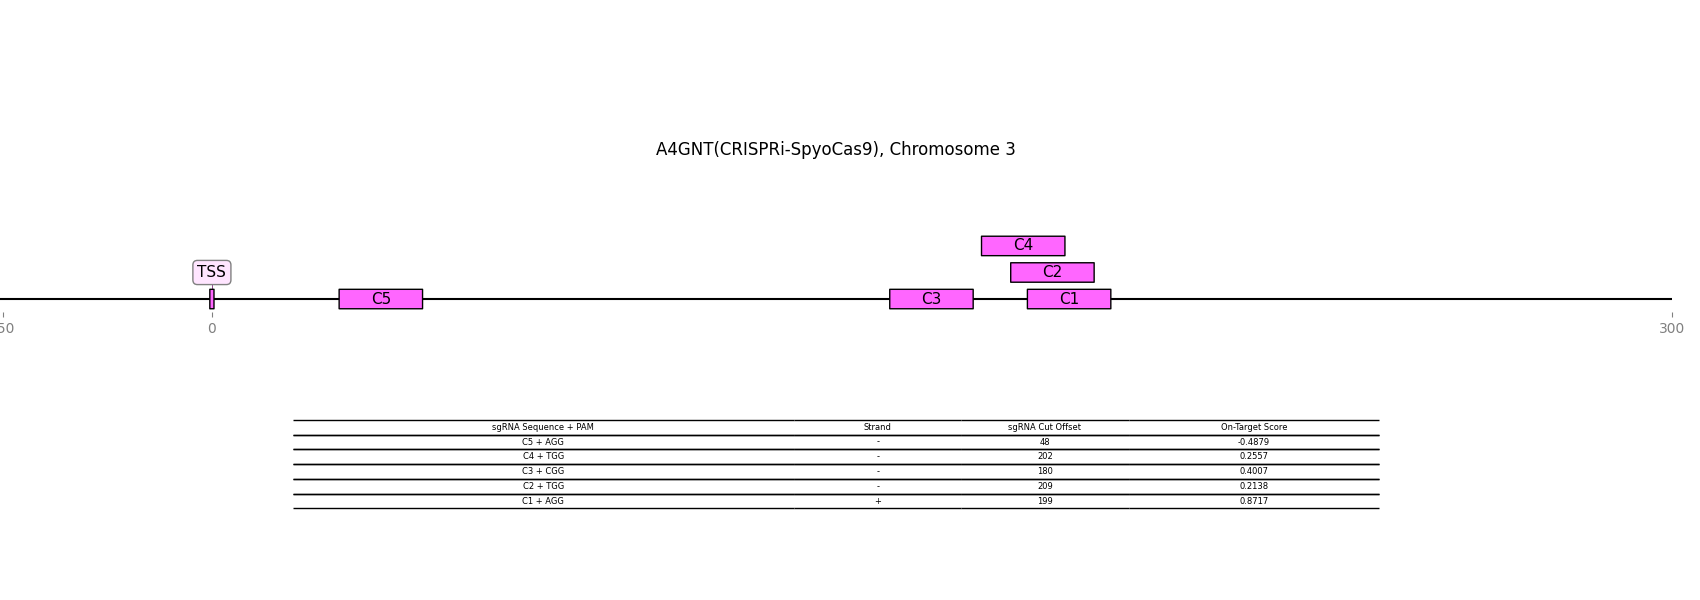 A4GNT(CRISPRi-SpyoCas9), Chromosome 3
C4
TSS
C2
C5
C3
C1
50
0
300
sgRNA Sequence + PAM Strand sgRNA Cut Offset On-Target Score
C5 + AGG - 48 -0.4879
C4 + TGG - 202 0.2557
C3 + CGG - 180 0.4007
C2 + TGG - 209 0.2138
C1 + AGG + 199 0.8717